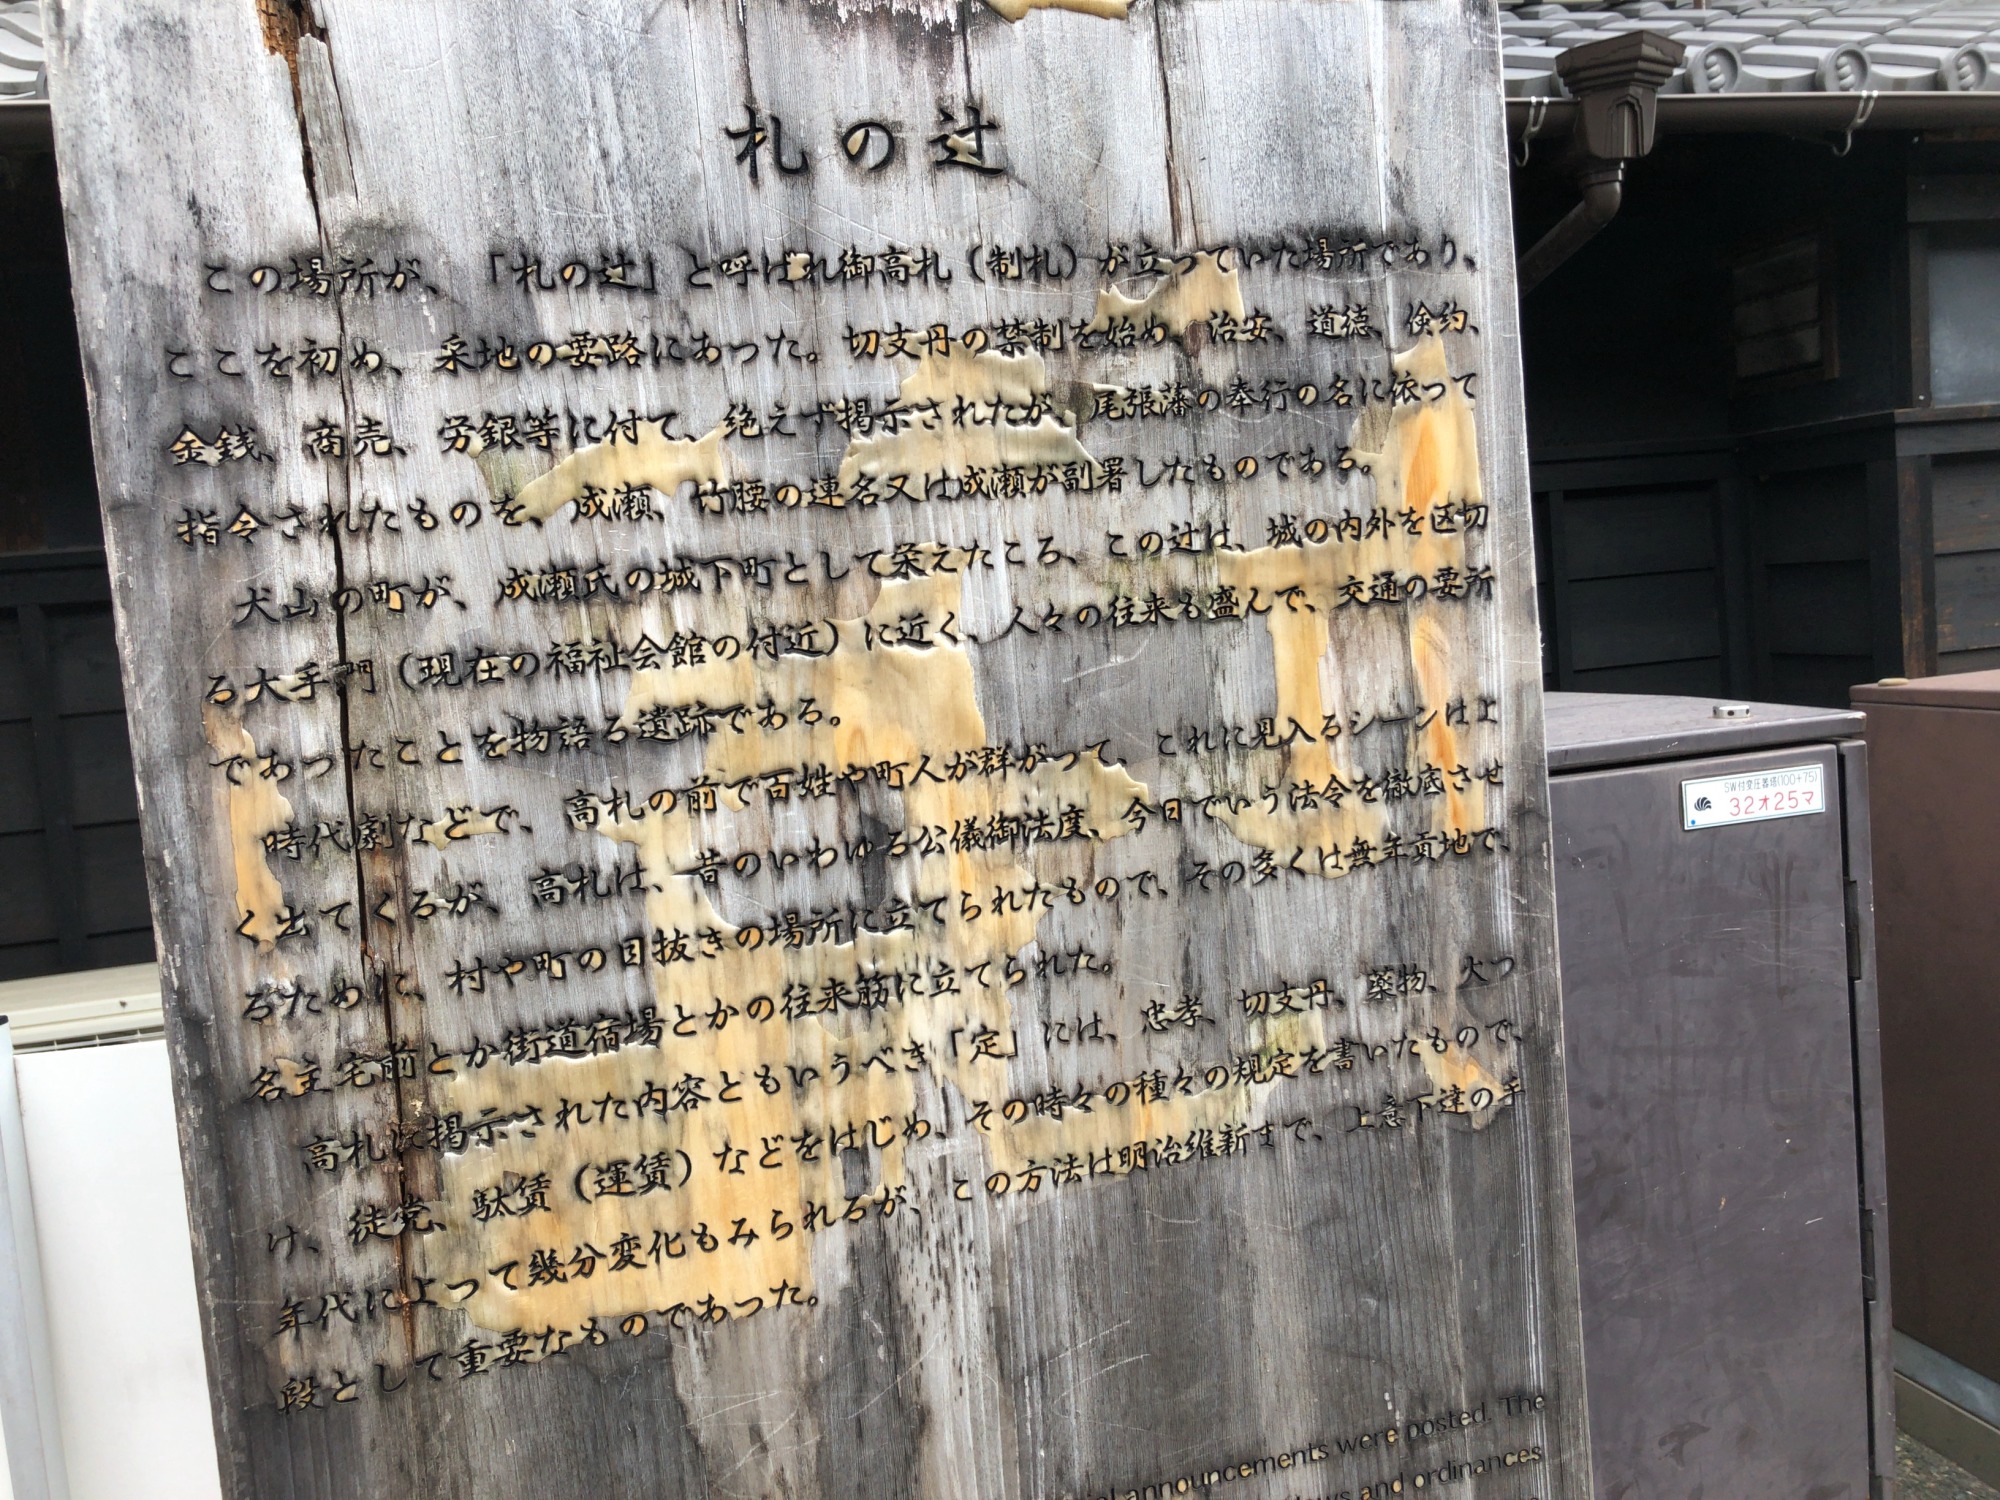 札の辻
この場所が、「札の辻」と呼ばれ御高札（制札）が立っていた場所であり、
ここを初め、采地の要路にあった。切支丹の禁制を始め、治安、道徳、倹約、
金銭、商売、労銀等に付て、絶えず掲示されたが、尾張藩の奉行の名に依って
指令されたものを、成瀬、竹腰の連名又は成瀬が副署したものである。
犬山の町が、成瀬氏の城下町として栄えたころ、この辻は、城の内外を区切
る大手門（現在の福祉会館の付近）に近く、人々の往来も盛んで、交通の要所
であったことを物語る遺跡である。
時代劇などで、高札の前で百姓や町人が群がって、これに見入るシーンはよ
く出てくるが、高札は、昔のいわゆる公儀御法度、今日でいう法令を徹底させ
るために、村や町の目抜きの場所に立てられたもので、その多くは無年貢地で、
名主宅前とか街道宿場とかの往来筋に立てられた。
高札に掲示された内容ともいうべき「定」には、忠孝、切支丹、薬物、火つ
け、徒党、駄賃（運賃）などをはじめ、その時々の種々の規定を書いたもので、
年代によって幾分変化もみられるが、この方法は明治維新まで、上意下達の手
段として重要なものであった。
announcements were posted. The
and ordinances
SW付変圧器塔(100+75)
32オ25マ